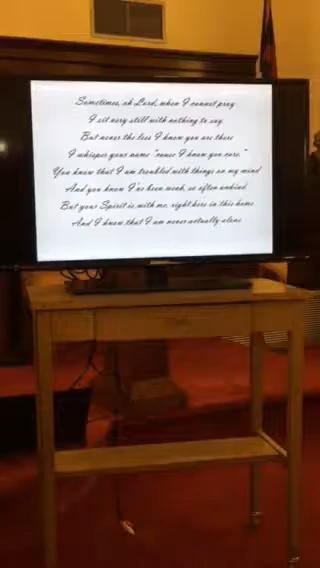 Sometimes, oh Lord, when I cannot pray
I sit very still with nothing to say.
But never the less I know you are there
I whisper your name "cause I know you care."
You know that I am troubled with things on my mind
And you know I've been weak, so often unkind.
But your Spirit is with me, right here in this home
And I know that I am never actually alone.